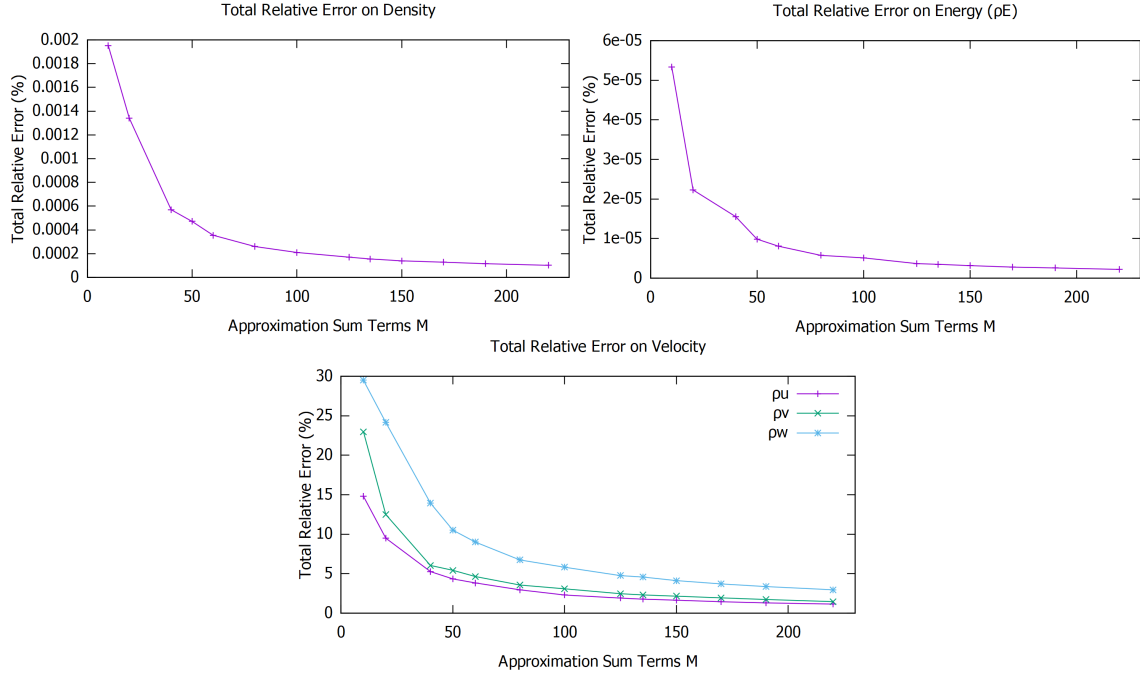 Total Relative Error on Density
Total Relative Error (%)
0.002
0.0018
0.0016
0.0014
0.0012
0.001
0.0008
0.0006
0.0004
0.0002
0
0 50 100 150 200
Approximation Sum Terms M
Total Relative Error on Energy (ρE)
Total Relative Error (%)
6e-05
5e-05
4e-05
3e-05
2e-05
1e-05
0
0 50 100 150 200
Approximation Sum Terms M
Total Relative Error on Velocity
Total Relative Error (%)
30
25
20
15
10
5
0
ρu
ρv
ρw
0 50 100 150 200
Approximation Sum Terms M